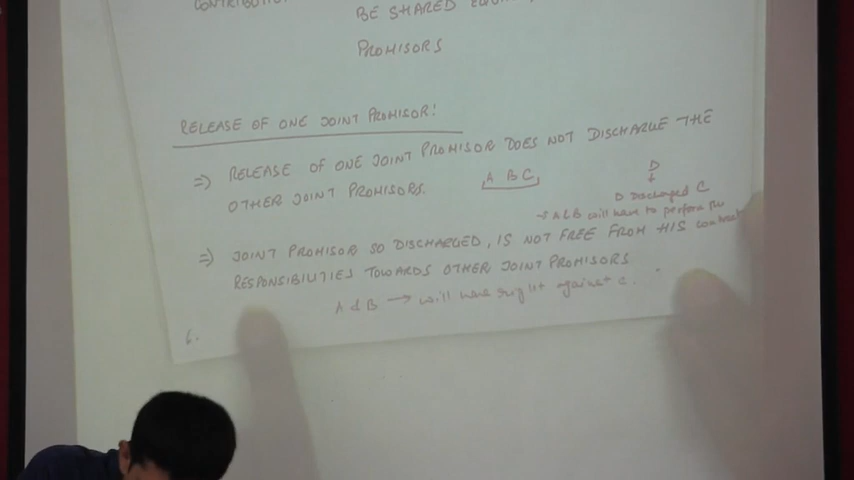 BE SHARED
PROMISORS
RELEASE OF ONE JOINT PROMISOR:
⇒ RELEASE OF ONE JOINT PROMISOR DOES NOT DISCHARGE THE
OTHER JOINT PROMISORS.
A B C
D
D Discharged C
→ A & B will have to perform the
contract
⇒ JOINT PROMISOR SO DISCHARGED, IS NOT FREE FROM HIS
RESPONSIBILITIES TOWARDS OTHER JOINT PROMISORS
A & B → will have right against C.
6.